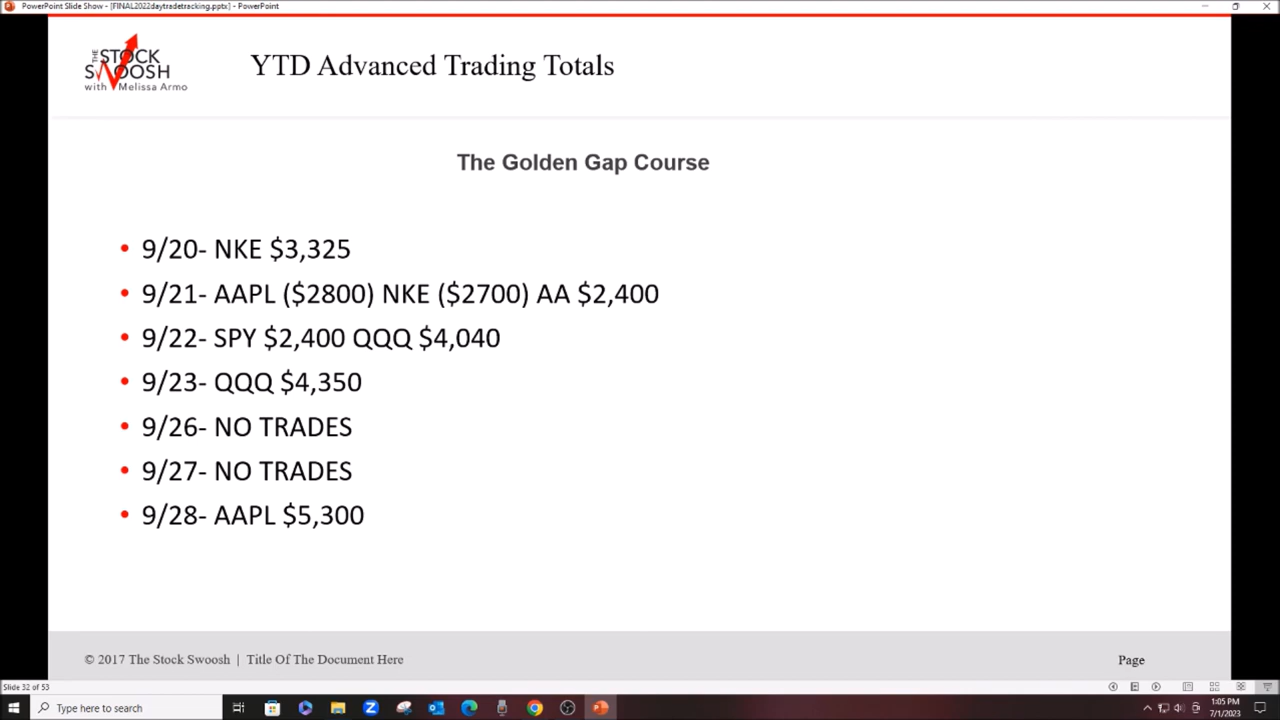 PowerPoint Slide Show - [FINAL2022daytradetracking.pptx] - PowerPoint
THE STOCK SWOOSH
with Melissa Armo
YTD Advanced Trading Totals
The Golden Gap Course
• 9/20- NKE $3,325
• 9/21- AAPL ($2800) NKE ($2700) AA $2,400
• 9/22- SPY $2,400 QQQ $4,040
• 9/23- QQQ $4,350
• 9/26- NO TRADES
• 9/27- NO TRADES
• 9/28- AAPL $5,300
© 2017 The Stock Swoosh | Title Of The Document Here
Page
Slide 32 of 53
Type here to search
1:05 PM
7/1/2023